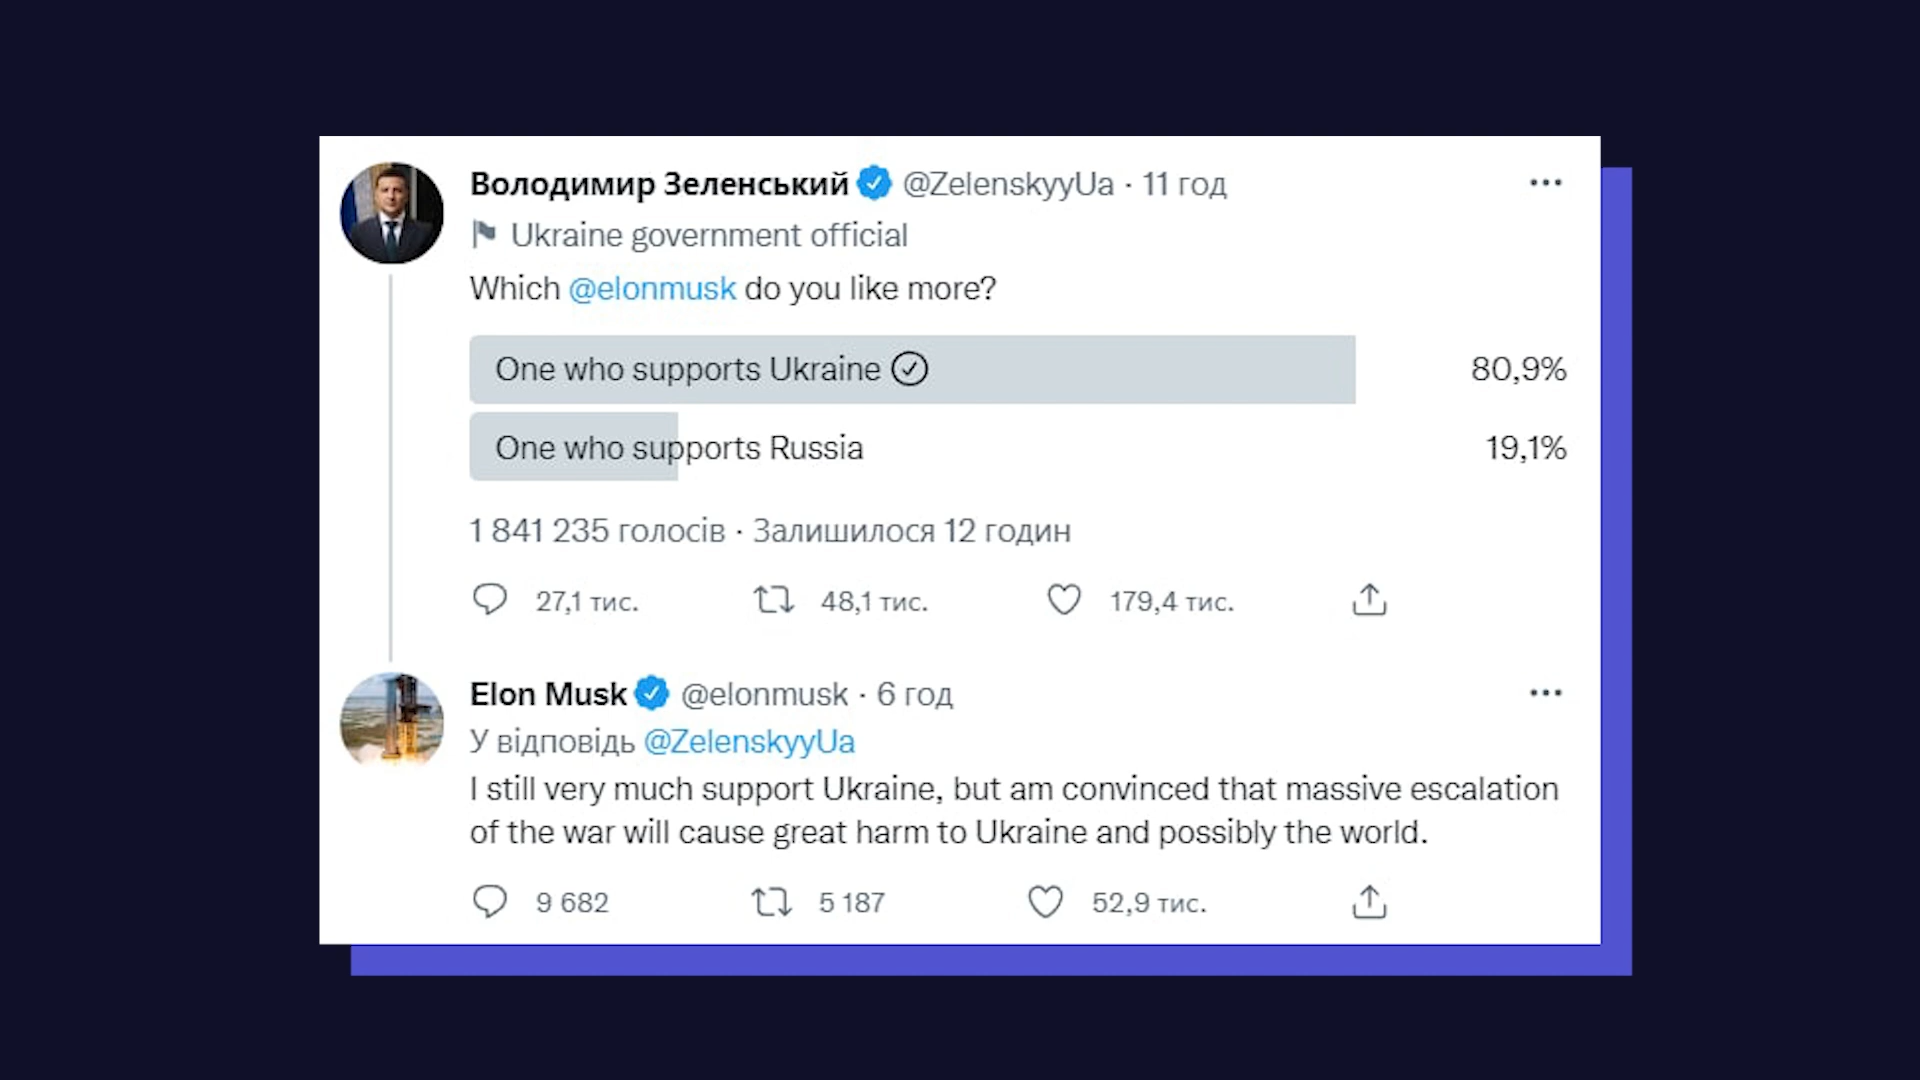 Володимир Зеленський @ZelenskyyUa · 11 год
Ukraine government official
Which @elonmusk do you like more?
One who supports Ukraine 80,9%
One who supports Russia 19,1%
1 841 235 голосів · Залишилося 12 годин
27,1 тис. 48,1 тис. 179,4 тис.
Elon Musk @elonmusk · 6 год
У відповідь @ZelenskyyUa
I still very much support Ukraine, but am convinced that massive escalation
of the war will cause great harm to Ukraine and possibly the world.
9 682 5 187 52,9 тис.